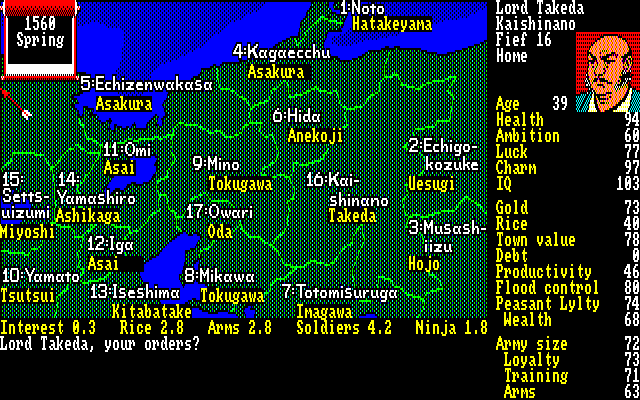 1560
Spring
1:Noto
Hatakeyama
4:Kagaecchu
Asakura
5:Echizenwakasa
Asakura
6:Hida
Anekoji
11:Omi
Asai
9:Mino
Tokugawa
2:Echigo-
kozuke
Uesugi
15:
Setts-
uizumi
Miyoshi
14:
Yamashiro
Ashikaga
16:Kai-
shinano
Takeda
17:Owari
Oda
3:Musash-
iizu
Hojo
12:Iga
Asai
10:Yamato
Tsutsui
8:Mikawa
Tokugawa
13:Iseshima
Kitabatake
7:Totomisuruga
Imagawa
Interest 0.3 Rice 2.8 Arms 2.8 Soldiers 4.2 Ninja 1.8
Lord Takeda, your orders?
Lord Takeda
Kaishinano
Fief 16
Home
Age 39
Health 94
Ambition 60
Luck 77
Charm 97
IQ 103
Gold 73
Rice 40
Town value 78
Debt 0
Productivity 46
Flood control 80
Peasant Lylty 74
Wealth 68
Army size 72
Loyalty 73
Training 71
Arms 63